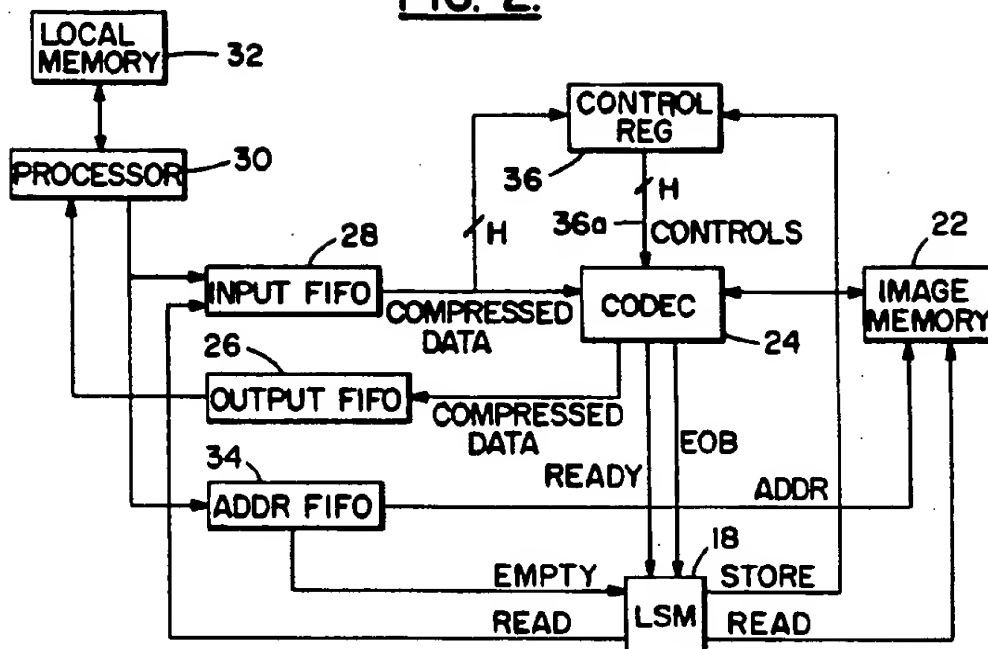 FIG. 2.
LOCAL
MEMORY
32
CONTROL
REG
PROCESSOR
30
36
H
H
36a
CONTROLS
28
22
INPUT FIFO
COMPRESSED
DATA
CODEC
IMAGE
MEMORY
24
26
OUTPUT FIFO
COMPRESSED
DATA
EOB
READY
34
ADDR FIFO
ADDR
18
EMPTY
STORE
LSM
READ
READ